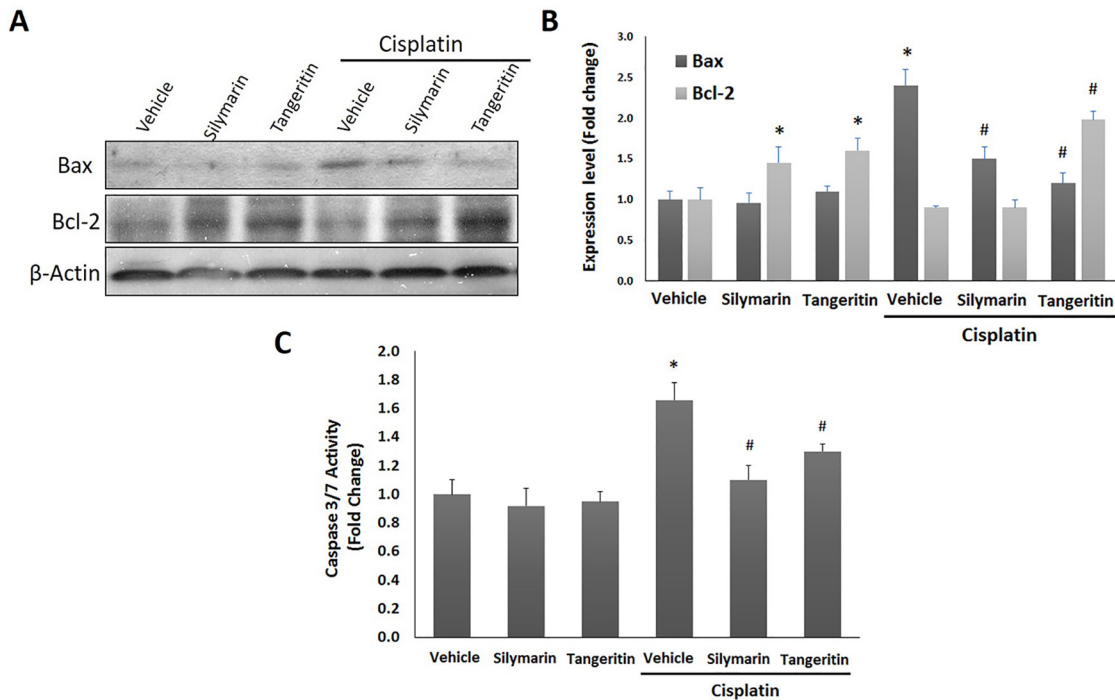 A
Cisplatin
Vehicle
Silymarin
Tangeritin
Vehicle
Silymarin
Tangeritin
Bax
Bcl-2
β-Actin
B
Expression level (Fold change)
3.0
2.5
2.0
1.5
1.0
0.5
0.0
Bax
Bcl-2
* * * # # #
Vehicle Silymarin Tangeritin Vehicle Silymarin Tangeritin
Cisplatin
C
Caspase 3/7 Activity
(Fold Change)
2.0
1.8
1.6
1.4
1.2
1.0
0.8
0.6
0.4
0.2
0.0
* # #
Vehicle Silymarin Tangeritin Vehicle Silymarin Tangeritin
Cisplatin